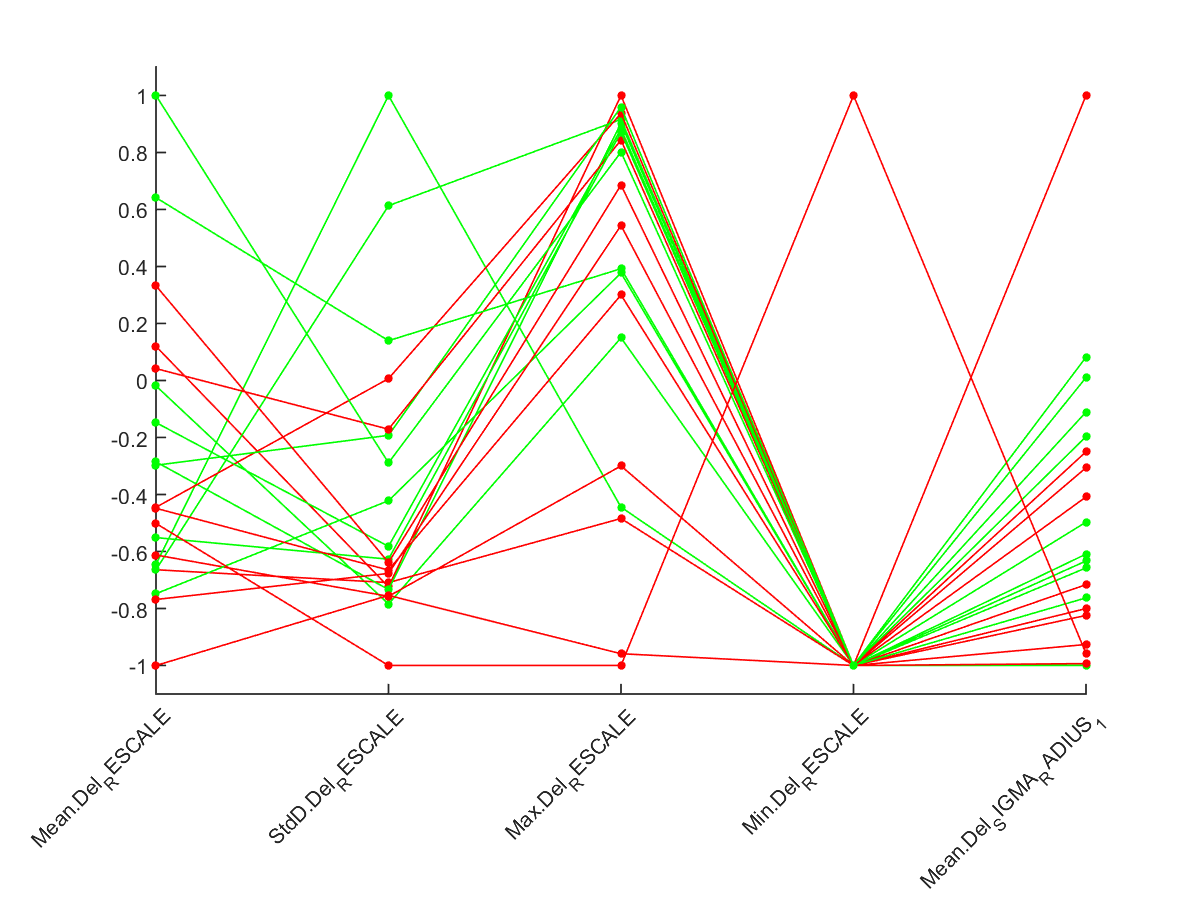 1
0.8
0.6
0.4
0.2
0
-0.2
-0.4
-0.6
-0.8
-1
Mean.Del_RESCALE
StdD.Del_RESCALE
Max.Del_RESCALE
Min.Del_RESCALE
Mean.Del_SIGMA_RADIUS_1